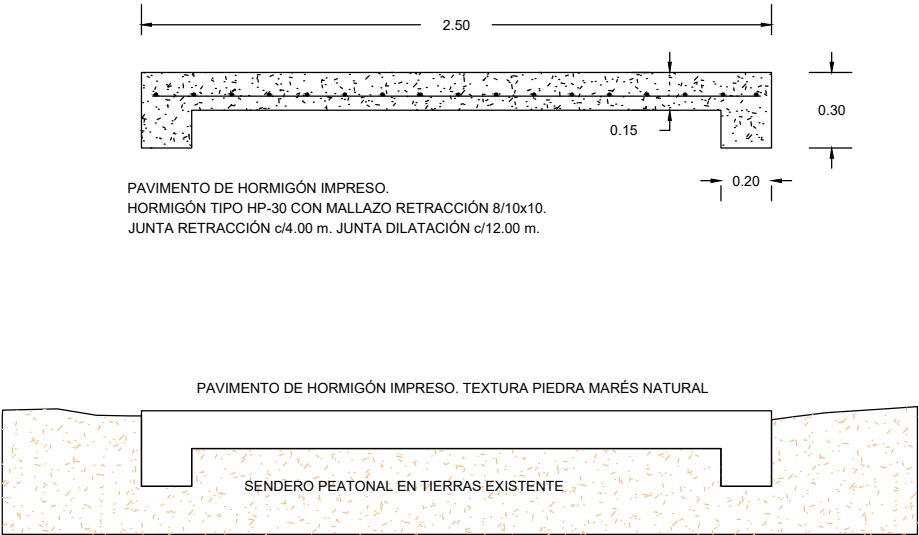 2.50
0.15
0.30
0.20
PAVIMENTO DE HORMIGÓN IMPRESO.
HORMIGÓN TIPO HP-30 CON MALLAZO RETRACCIÓN 8/10x10.
JUNTA RETRACCIÓN c/4.00 m. JUNTA DILATACIÓN c/12.00 m.
PAVIMENTO DE HORMIGÓN IMPRESO. TEXTURA PIEDRA MARÉS NATURAL
SENDERO PEATONAL EN TIERRAS EXISTENTE